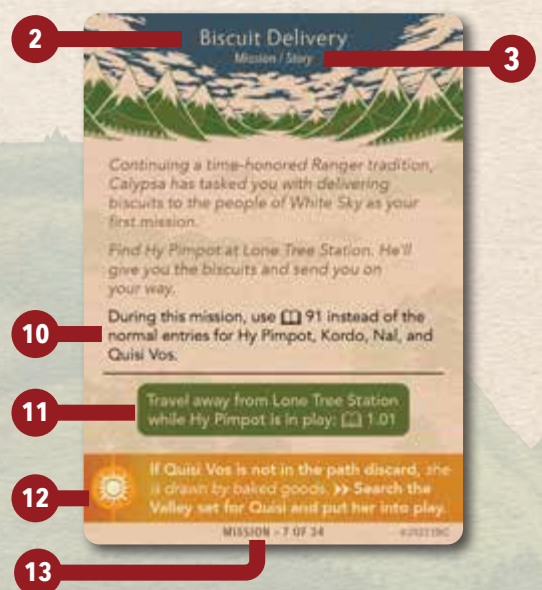 2
Biscuit Delivery
Mission / Story
3
Continuing a time-honored Ranger tradition,
Calypsa has tasked you with delivering
biscuits to the people of White Sky as your
first mission.
Find Hy Pimpot at Lone Tree Station. He'll
give you the biscuits and send you on
your way.
10
During this mission, use 91 instead of the
normal entries for Hy Pimpot, Kordo, Nal, and
Quisi Vos.
11
Travel away from Lone Tree Station
while Hy Pimpot is in play: 1.01
12
If Quisi Vos is not in the path discard, she
is drawn by baked goods. Search the
Valley set for Quisi and put her into play.
MISSION - 7 OF 34
13